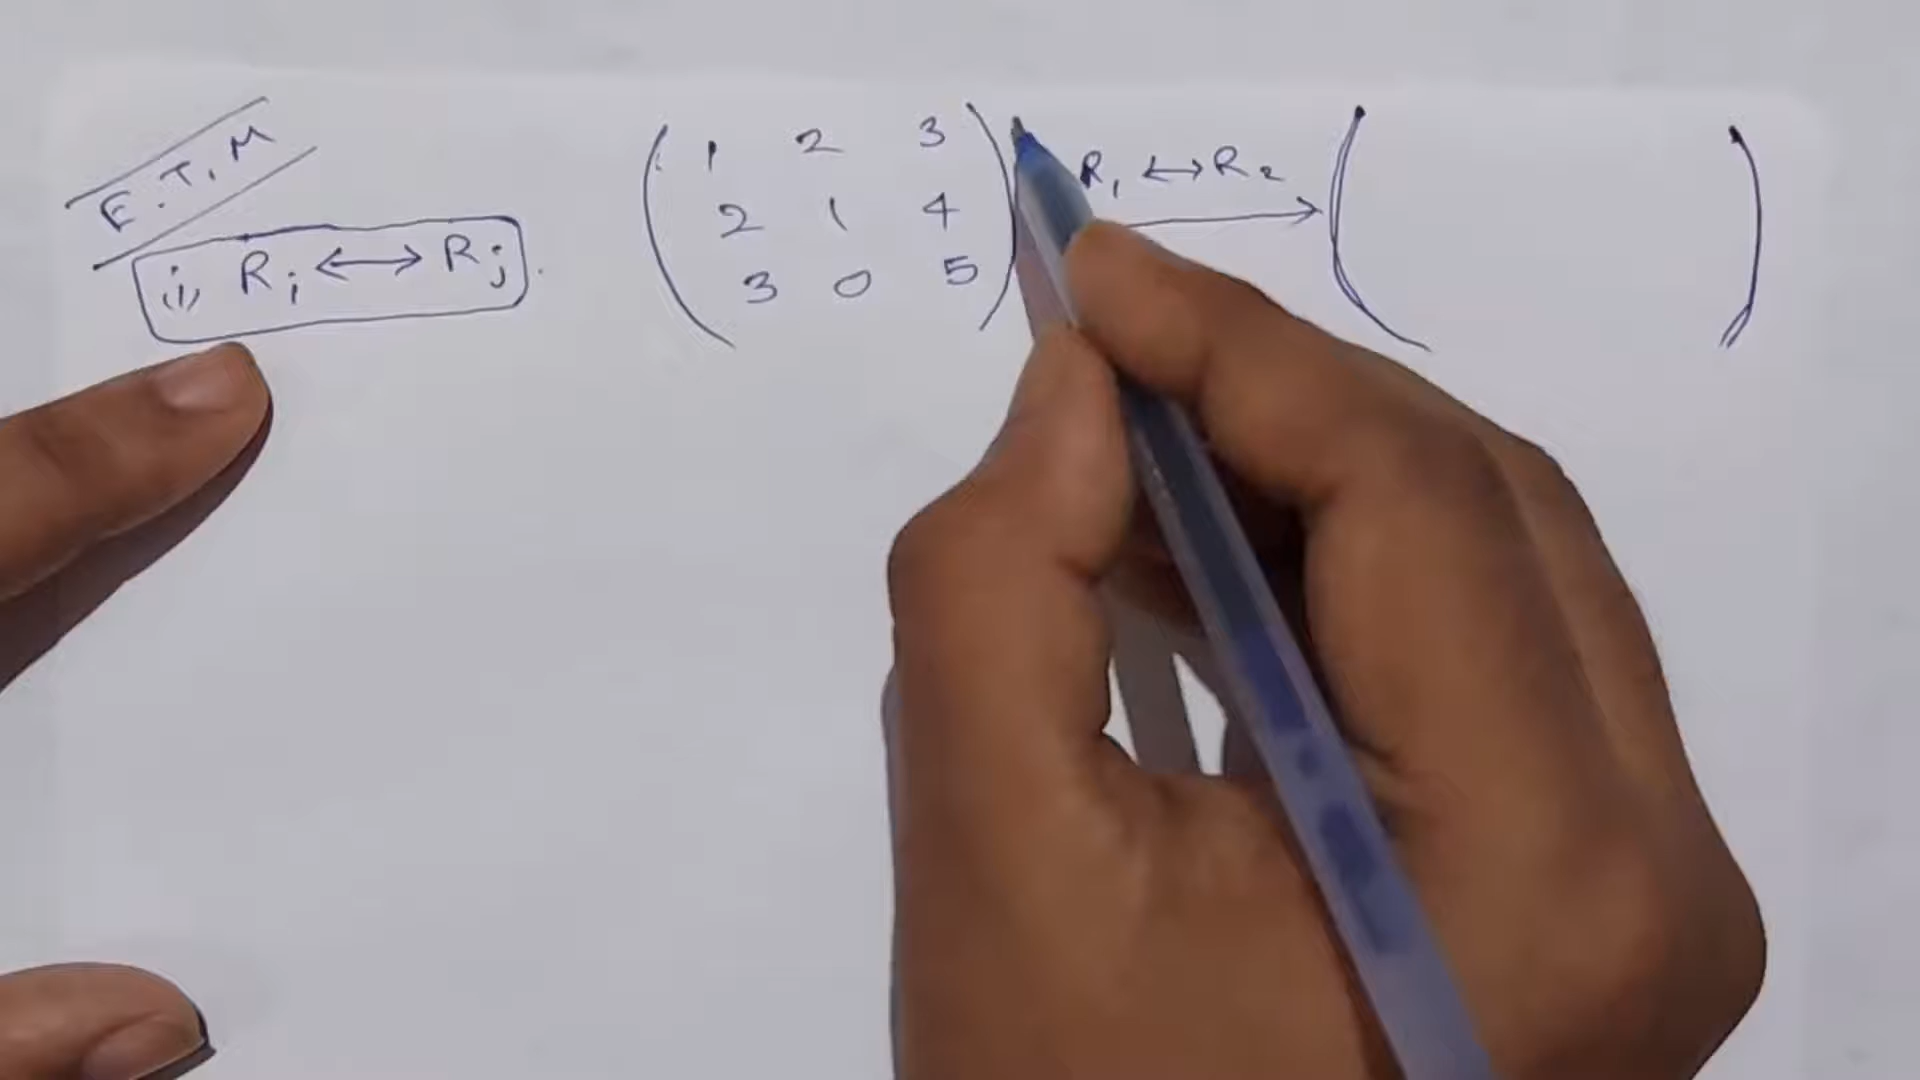 E.T.M
(i) Ri ⟷ Rj.
1 2 3
2 1 4
3 0 5
R₁ ⟷ R₂